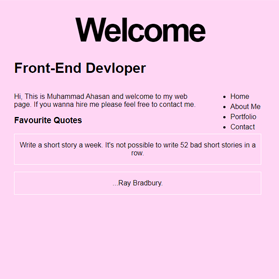 Welcome
Front-End Devloper
Hi, This is Muhammad Ahasan and welcome to my web
page. If you wanna hire me please feel free to contact me.
Home
About Me
Portfolio
Contact
Favourite Quotes
Write a short story a week. It's not possible to write 52 bad short stories in a
row.
...Ray Bradbury.